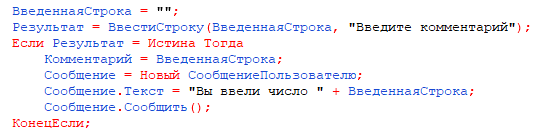 ВведеннаяСтрока = "";
Результат = ВвестиСтроку(ВведеннаяСтрока, "Введите комментарий");
Если Результат = Истина Тогда
Комментарий = ВведеннаяСтрока;
Сообщение = Новый СообщениеПользователю;
Сообщение.Текст = "Вы ввели число " + ВведеннаяСтрока;
Сообщение.Сообщить();
КонецЕсли;